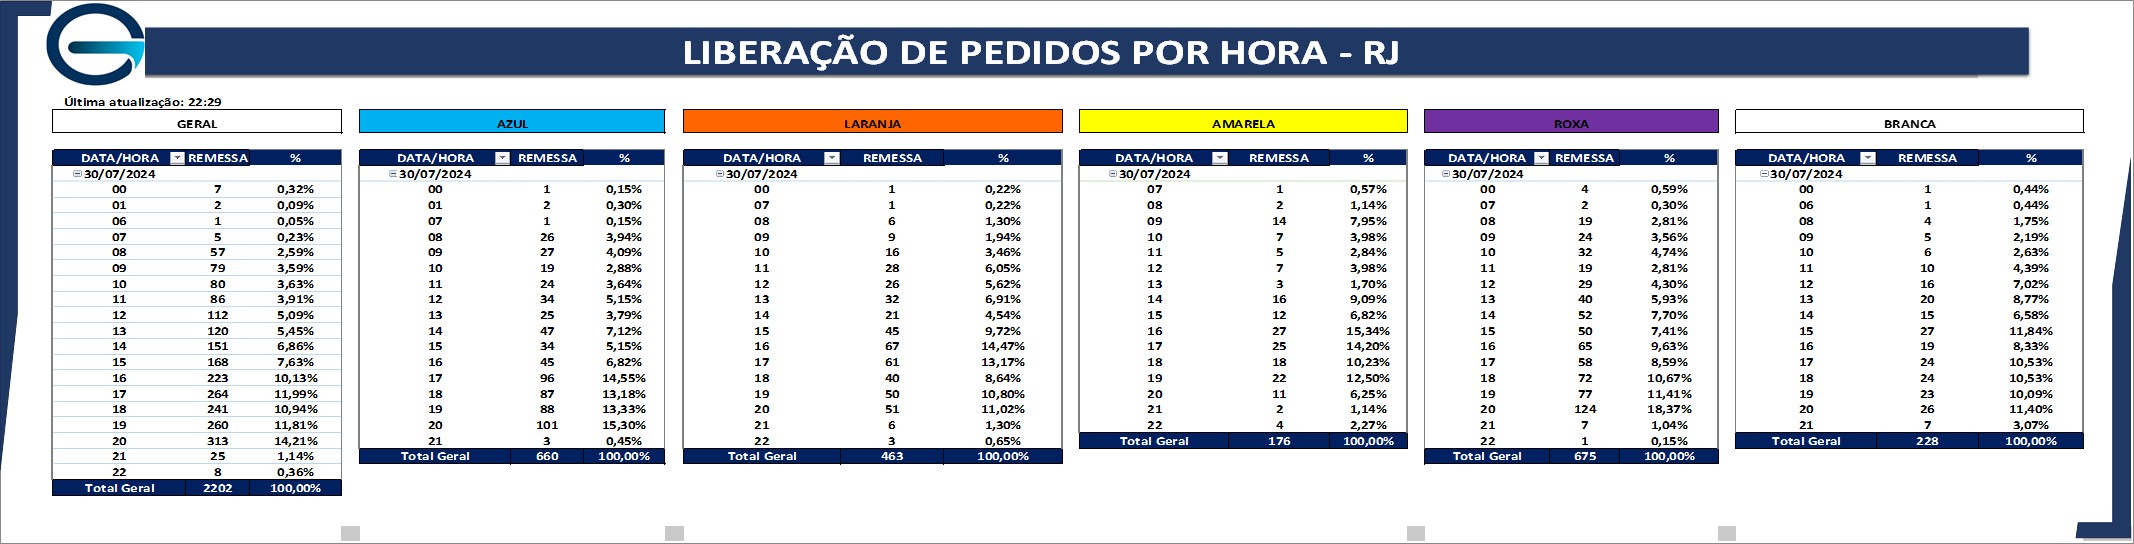 LIBERAÇÃO DE PEDIDOS POR HORA - RJ
Última atualização: 22:29
GERAL
DATA/HORA REMESSA %
30/07/2024
00 7 0,32%
01 2 0,09%
06 1 0,05%
07 5 0,23%
08 57 2,59%
09 79 3,59%
10 80 3,63%
11 86 3,91%
12 112 5,09%
13 120 5,45%
14 151 6,86%
15 168 7,63%
16 223 10,13%
17 264 11,99%
18 241 10,94%
19 260 11,81%
20 313 14,21%
21 25 1,14%
22 8 0,36%
Total Geral 2202 100,00%
AZUL
DATA/HORA REMESSA %
30/07/2024
00 1 0,15%
01 2 0,30%
07 1 0,15%
08 26 3,94%
09 27 4,09%
10 19 2,88%
11 24 3,64%
12 34 5,15%
13 25 3,79%
14 47 7,12%
15 34 5,15%
16 45 6,82%
17 96 14,55%
18 87 13,18%
19 88 13,33%
20 101 15,30%
21 3 0,45%
Total Geral 660 100,00%
LARANJA
DATA/HORA REMESSA %
30/07/2024
00 1 0,22%
07 1 0,22%
08 6 1,30%
09 9 1,94%
10 16 3,46%
11 28 6,05%
12 26 5,62%
13 32 6,91%
14 21 4,54%
15 45 9,72%
16 67 14,47%
17 61 13,17%
18 40 8,64%
19 50 10,80%
20 51 11,02%
21 6 1,30%
22 3 0,65%
Total Geral 463 100,00%
AMARELA
DATA/HORA REMESSA %
30/07/2024
07 1 0,57%
08 2 1,14%
09 14 7,95%
10 7 3,98%
11 5 2,84%
12 7 3,98%
13 3 1,70%
14 16 9,09%
15 12 6,82%
16 27 15,34%
17 25 14,20%
18 18 10,23%
19 22 12,50%
20 11 6,25%
21 2 1,14%
22 4 2,27%
Total Geral 176 100,00%
ROXA
DATA/HORA REMESSA %
30/07/2024
00 4 0,59%
07 2 0,30%
08 19 2,81%
09 24 3,56%
10 32 4,74%
11 19 2,81%
12 29 4,30%
13 40 5,93%
14 52 7,70%
15 50 7,41%
16 65 9,63%
17 58 8,59%
18 72 10,67%
19 77 11,41%
20 124 18,37%
21 7 1,04%
22 1 0,15%
Total Geral 675 100,00%
BRANCA
DATA/HORA REMESSA %
30/07/2024
00 1 0,44%
06 1 0,44%
08 4 1,75%
09 5 2,19%
10 6 2,63%
11 10 4,39%
12 16 7,02%
13 20 8,77%
14 15 6,58%
15 27 11,84%
16 19 8,33%
17 24 10,53%
18 24 10,53%
19 23 10,09%
20 26 11,40%
21 7 3,07%
Total Geral 228 100,00%